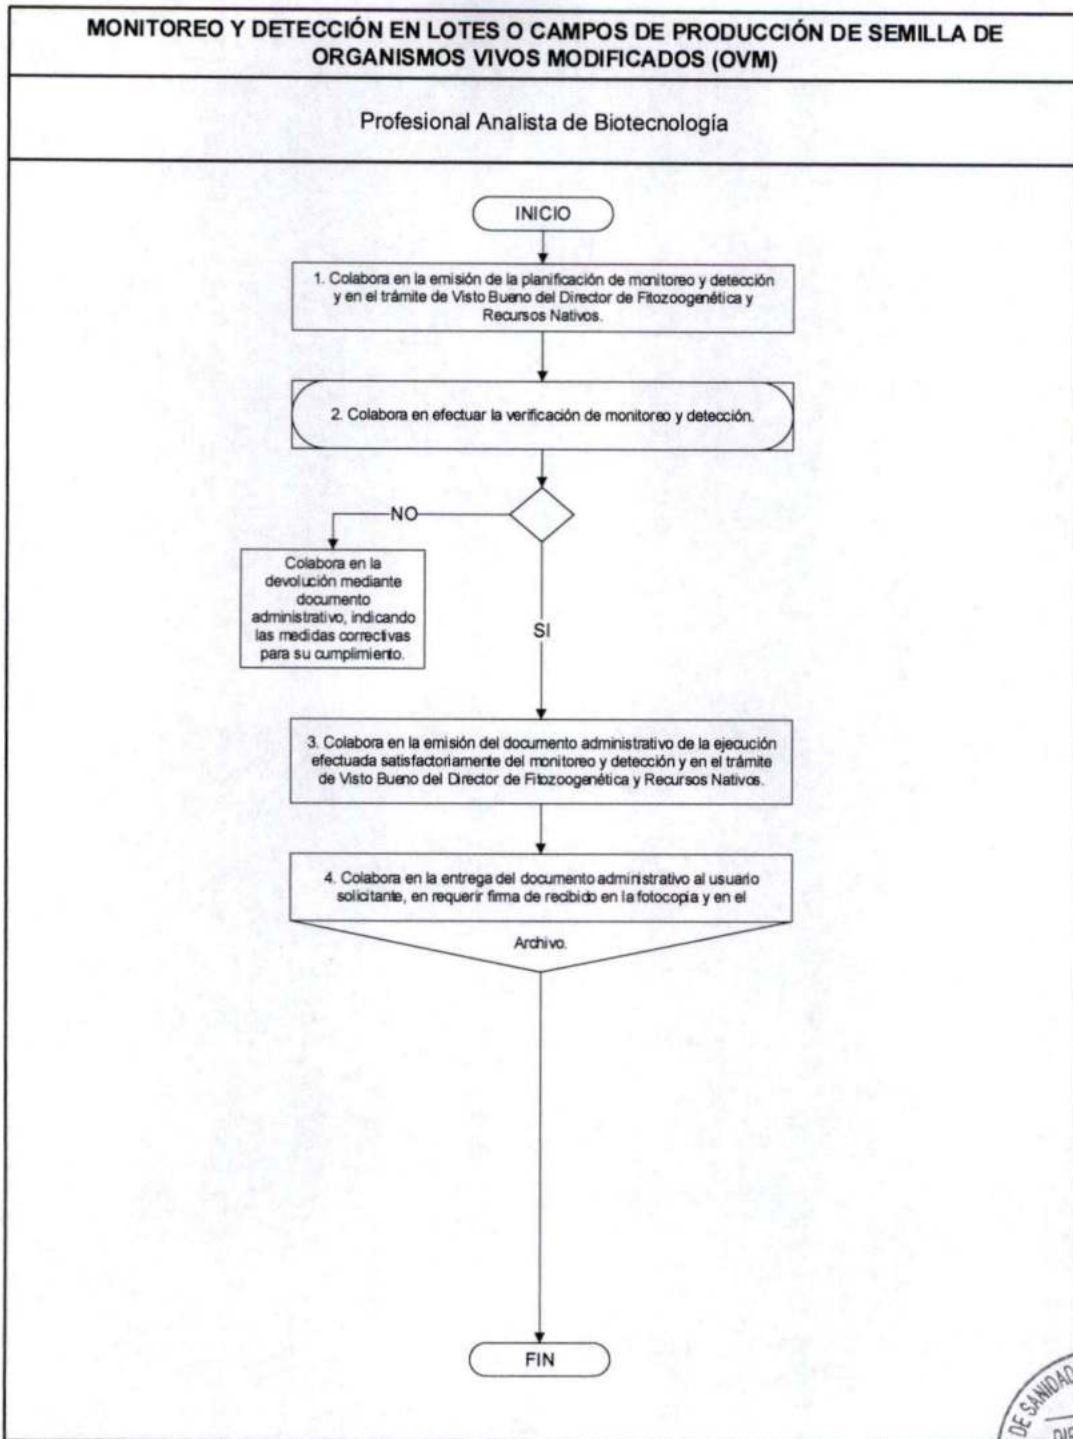 MONITOREO Y DETECCIÓN EN LOTES O CAMPOS DE PRODUCCIÓN DE SEMILLA DE
ORGANISMOS VIVOS MODIFICADOS (OVM)
Profesional Analista de Biotecnología
INICIO
1. Colabora en la emisión de la planificación de monitoreo y detección
y en el trámite de Visto Bueno del Director de Fitozoogenética y
Recursos Nativos.
2. Colabora en efectuar la verificación de monitoreo y detección.
NO
Colabora en la
devolución mediante
documento
administrativo, indicando
las medidas correctivas
para su cumplimiento.
SI
3. Colabora en la emisión del documento administrativo de la ejecución
efectuada satisfactoriamente del monitoreo y detección y en el trámite
de Visto Bueno del Director de Fitozoogenética y Recursos Nativos.
4. Colabora en la entrega del documento administrativo al usuario
solicitante, en requerir firma de recibido en la fotocopia y en el
Archivo.
FIN
DE SANIDAD